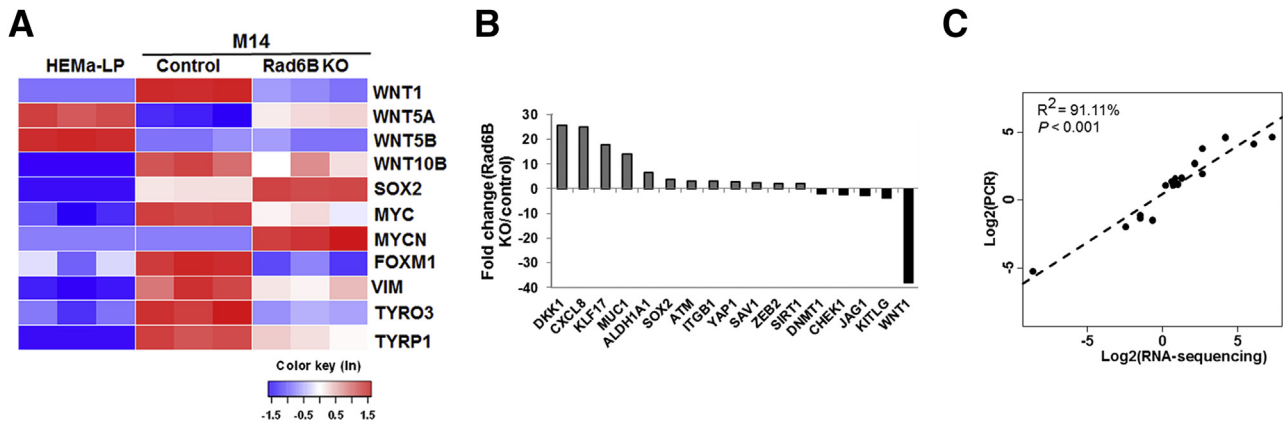 A
M14
HEMa-LP Control Rad6B KO
WNT1
WNT5A
WNT5B
WNT10B
SOX2
MYC
MYCN
FOXM1
VIM
TYRO3
TYRP1
Color key (ln)
-1.5 -0.5 0.5 1.5
B
Fold change(Rad6B
KO/control)
30
20
10
0
-10
-20
-30
-40
DKK1
CXCL8
KLF17
MUC1
ALDH1A1
SOX2
ATM
ITGB1
YAP1
SAV1
ZEB2
SIRT1
DNMT1
CHEK1
JAG1
KITLG
WNT1
C
R2 = 91.11%
P < 0.001
Log2(PCR)
5
0
-5
-5 0 5
Log2(RNA-sequencing)